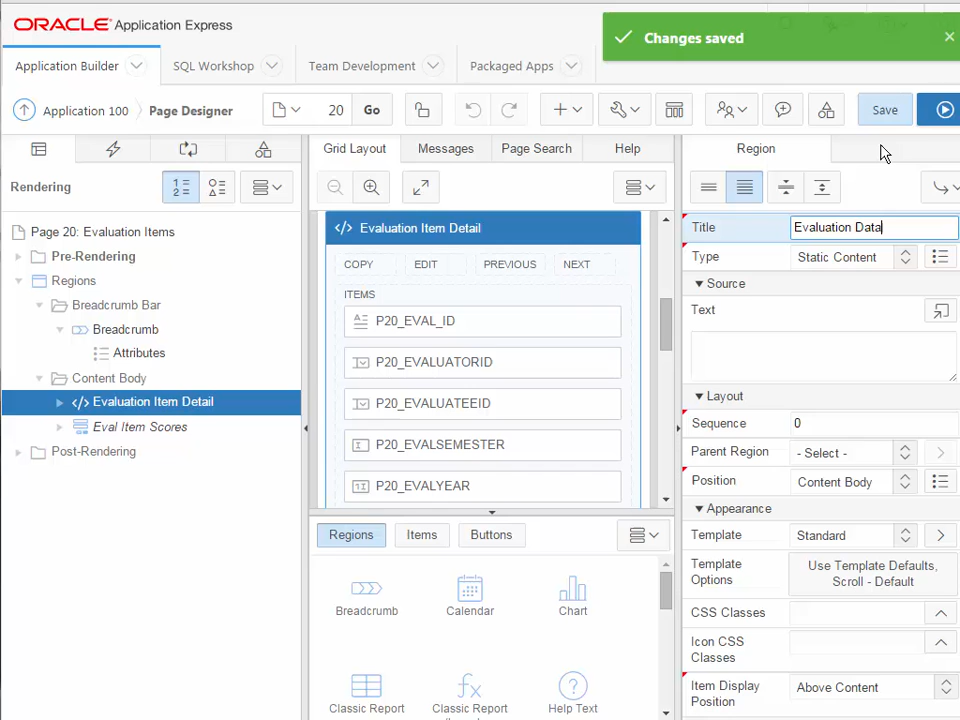 ORACLE Application Express
Changes saved
Application Builder
SQL Workshop
Team Development
Packaged Apps
Application 100
Page Designer
20
Go
Save
Grid Layout
Messages
Page Search
Help
Region
Rendering
Page 20: Evaluation Items
Pre-Rendering
Regions
Breadcrumb Bar
Breadcrumb
Attributes
Content Body
Evaluation Item Detail
Eval Item Scores
Post-Rendering
Evaluation Item Detail
COPY
EDIT
PREVIOUS
NEXT
ITEMS
P20_EVAL_ID
P20_EVALUATORID
P20_EVALUATEEID
P20_EVALSEMESTER
P20_EVALYEAR
Regions
Items
Buttons
Breadcrumb
Calendar
Chart
Classic Report
Classic Report
Help Text
Title
Evaluation Data
Type
Static Content
Source
Text
Layout
Sequence
0
Parent Region
- Select -
Position
Content Body
Appearance
Template
Standard
Template
Options
Use Template Defaults,
Scroll - Default
CSS Classes
Icon CSS
Classes
Item Display
Position
Above Content